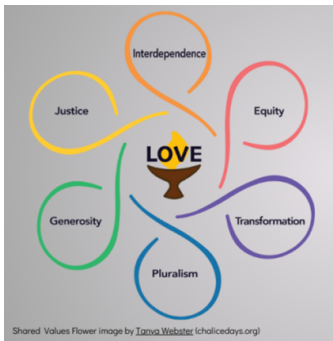 Interdependence
Justice
Equity
LOVE
Generosity
Transformation
Pluralism
Shared Values Flower image by Tanya Webster (chalicedays.org)